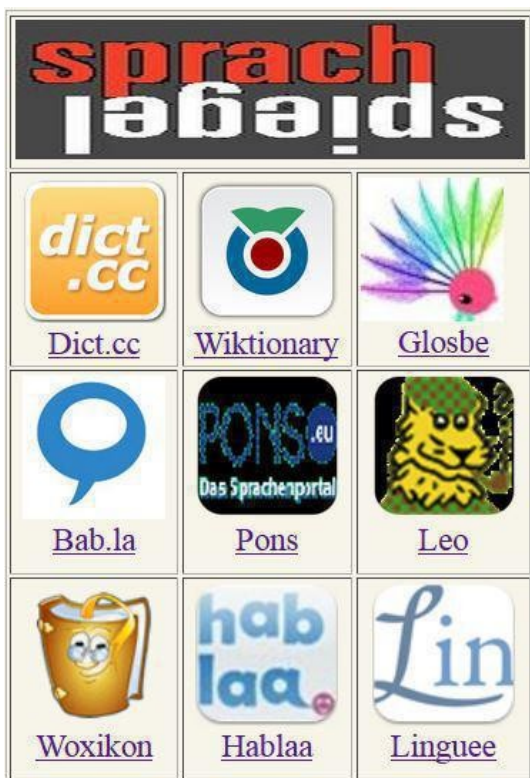 sprach
spiegel
dict
.cc
Dict.cc
Wiktionary
Glosbe
Bab.la
PONS
.eu
Das Sprachenportal
Pons
Leo
Woxikon
hab
laa
Hablaa
Lin
Linguee